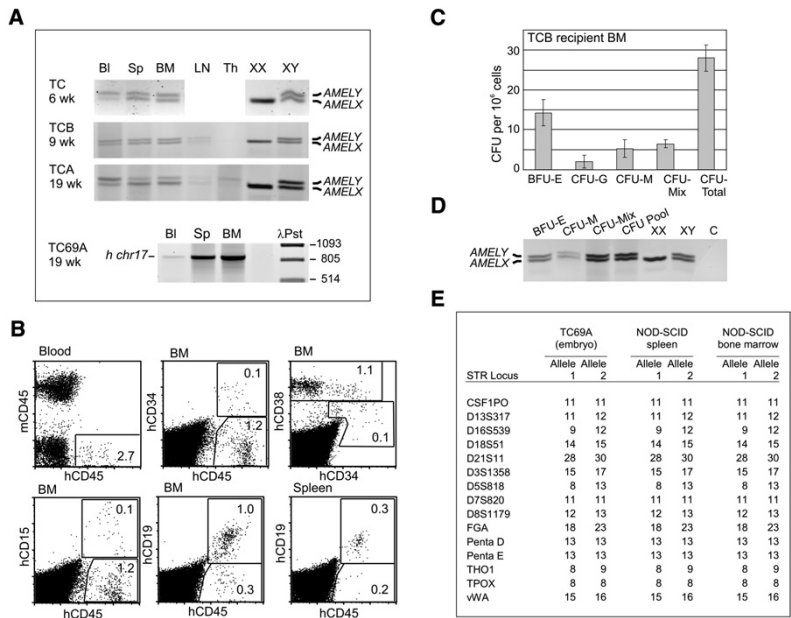 A
Bl Sp BM LN Th XX XY
TC
6 wk
AMELY
AMELX
TCB
9 wk
AMELY
AMELX
TCA
19 wk
AMELY
AMELX
Bl Sp BM λPst
TC69A
19 wk
h chr17
1093
805
514
B
Blood
mCD45
hCD45
2.7
BM
hCD34
hCD45
0.1
1.2
BM
hCD38
hCD34
1.1
0.1
BM
hCD15
hCD45
0.1
1.2
BM
hCD19
hCD45
1.0
0.3
Spleen
hCD19
hCD45
0.3
0.2
C
TCB recipient BM
CFU per 10⁶ cells
30
20
10
0
BFU-E CFU-G CFU-M CFU-Mix CFU-Total
D
BFU-E CFU-M CFU-Mix CFU Pool XX XY C
AMELY
AMELX
E
TC69A (embryo) NOD-SCID spleen NOD-SCID bone marrow
STR Locus Allele 1 Allele 2 Allele 1 Allele 2 Allele 1 Allele 2
CSF1PO 11 11 11 11 11 11
D13S317 11 12 11 12 11 12
D16S539 9 12 9 12 9 12
D18S51 14 15 14 15 14 15
D21S11 28 30 28 30 28 30
D3S1358 15 17 15 17 15 17
D5S818 8 13 8 13 8 13
D7S820 11 11 11 11 11 11
D8S1179 12 13 12 13 12 13
FGA 18 23 18 23 18 23
Penta D 13 13 13 13 13 13
Penta E 13 13 13 13 13 13
THO1 8 9 8 9 8 9
TPOX 8 8 8 8 8 8
vWA 15 16 15 16 15 16